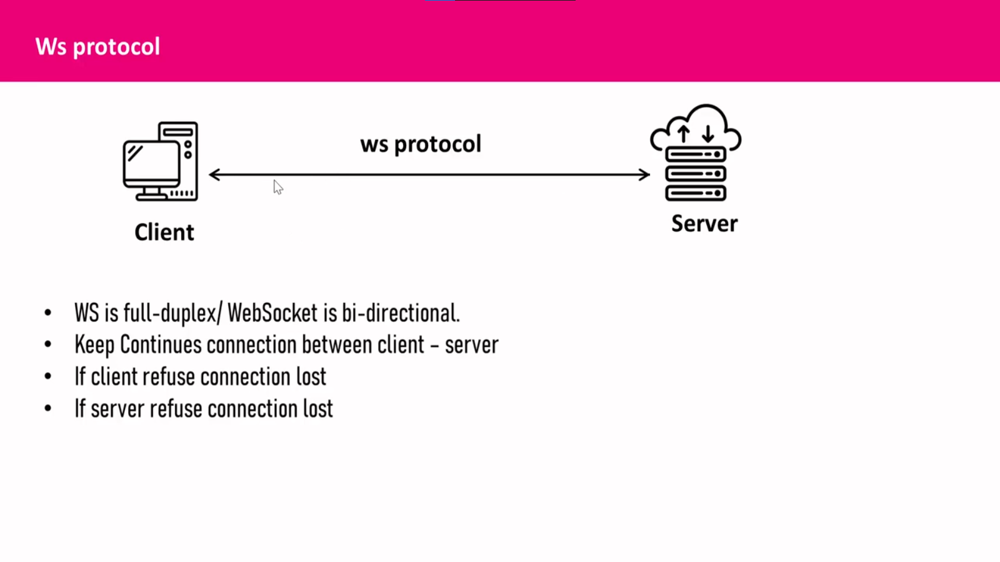 Ws protocol
ws protocol
Client
Server
• WS is full-duplex/ WebSocket is bi-directional.
• Keep Continues connection between client – server
• If client refuse connection lost
• If server refuse connection lost